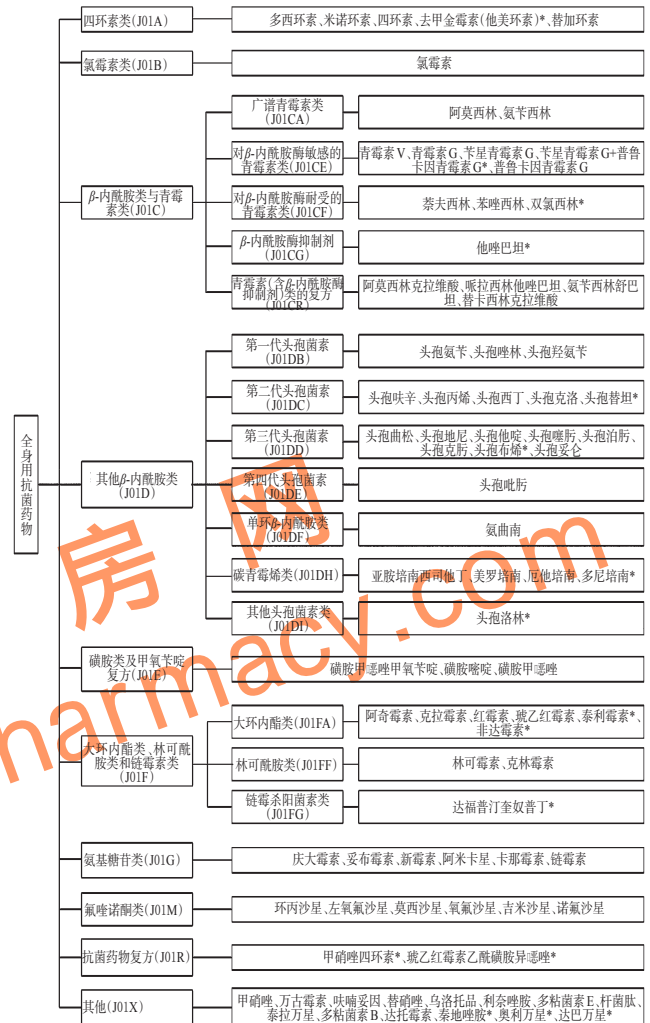 全身用抗菌药物
四环素类(J01A)
多西环素、米诺环素、四环素、去甲金霉素(他美环素)*、替加环素
氯霉素类(J01B)
氯霉素
β-内酰胺类与青霉
素类(J01C)
广谱青霉素类
(J01CA)
阿莫西林、氨苄西林
对β-内酰胺酶敏感的
青霉素类(J01CE)
青霉素V、青霉素G、苄星青霉素G、苄星青霉素G+普鲁
卡因青霉素G*、普鲁卡因青霉素G
对β-内酰胺酶耐受的
青霉素类(J01CF)
萘夫西林、苯唑西林、双氯西林*
β-内酰胺酶抑制剂
(J01CG)
他唑巴坦*
青霉素(含β-内酰胺酶
抑制剂)类的复方
(J01CR)
阿莫西林克拉维酸、哌拉西林他唑巴坦、氨苄西林舒巴
坦、替卡西林克拉维酸
其他β-内酰胺类
(J01D)
第一代头孢菌素
(J01DB)
头孢氨苄、头孢唑林、头孢羟氨苄
第二代头孢菌素
(J01DC)
头孢呋辛、头孢丙烯、头孢西丁、头孢克洛、头孢替坦*
第三代头孢菌素
(J01DD)
头孢曲松、头孢地尼、头孢他啶、头孢噻肟、头孢泊肟、
头孢克肟、头孢布烯*、头孢妥仑
第四代头孢菌素
(J01DE)
头孢吡肟
单环β-内酰胺类
(J01DF)
氨曲南
碳青霉烯类(J01DH)
亚胺培南西司他丁、美罗培南、厄他培南、多尼培南*
其他头孢菌素类
(J01DI)
头孢洛林*
磺胺类及甲氧苄啶
复方(J01E)
磺胺甲噁唑甲氧苄啶、磺胺嘧啶、磺胺甲噁唑
大环内酯类、林可酰
胺类和链霉素类
(J01F)
大环内酯类(J01FA)
阿奇霉素、克拉霉素、红霉素、琥乙红霉素、泰利霉素*、
非达霉素*
林可酰胺类(J01FF)
林可霉素、克林霉素
链霉杀阳菌素类
(J01FG)
达福普汀奎奴普丁*
氨基糖苷类(J01G)
庆大霉素、妥布霉素、新霉素、阿米卡星、卡那霉素、链霉素
氟喹诺酮类(J01M)
环丙沙星、左氧氟沙星、莫西沙星、氧氟沙星、吉米沙星、诺氟沙星
抗菌药物复方(J01R)
甲硝唑四环素*、琥乙红霉素乙酰磺胺异噁唑*
其他(J01X)
甲硝唑、万古霉素、呋喃妥因、替硝唑、乌洛托品、利奈唑胺、多粘菌素E、杆菌肽、
泰拉万星、多粘菌素B、达托霉素、泰地唑胺*、奥利万星*、达巴万星*
房网
harmacy.com